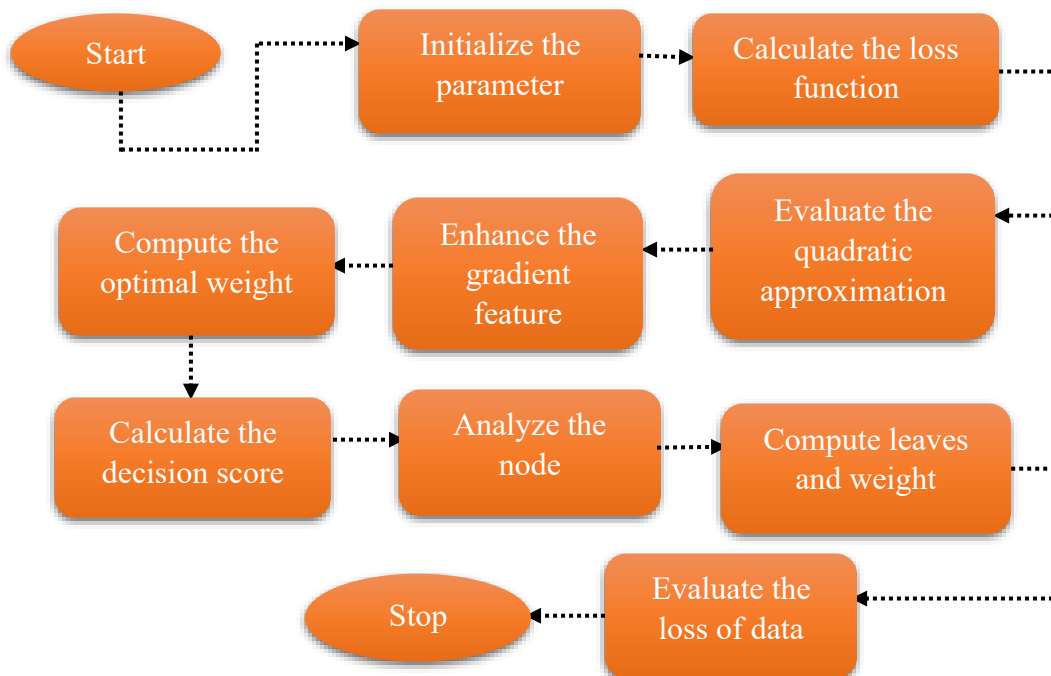 Start
Initialize the
parameter
Calculate the loss
function
Evaluate the
quadratic
approximation
Enhance the
gradient
feature
Compute the
optimal weight
Calculate the
decision score
Analyze the
node
Compute leaves
and weight
Evaluate the
loss of data
Stop